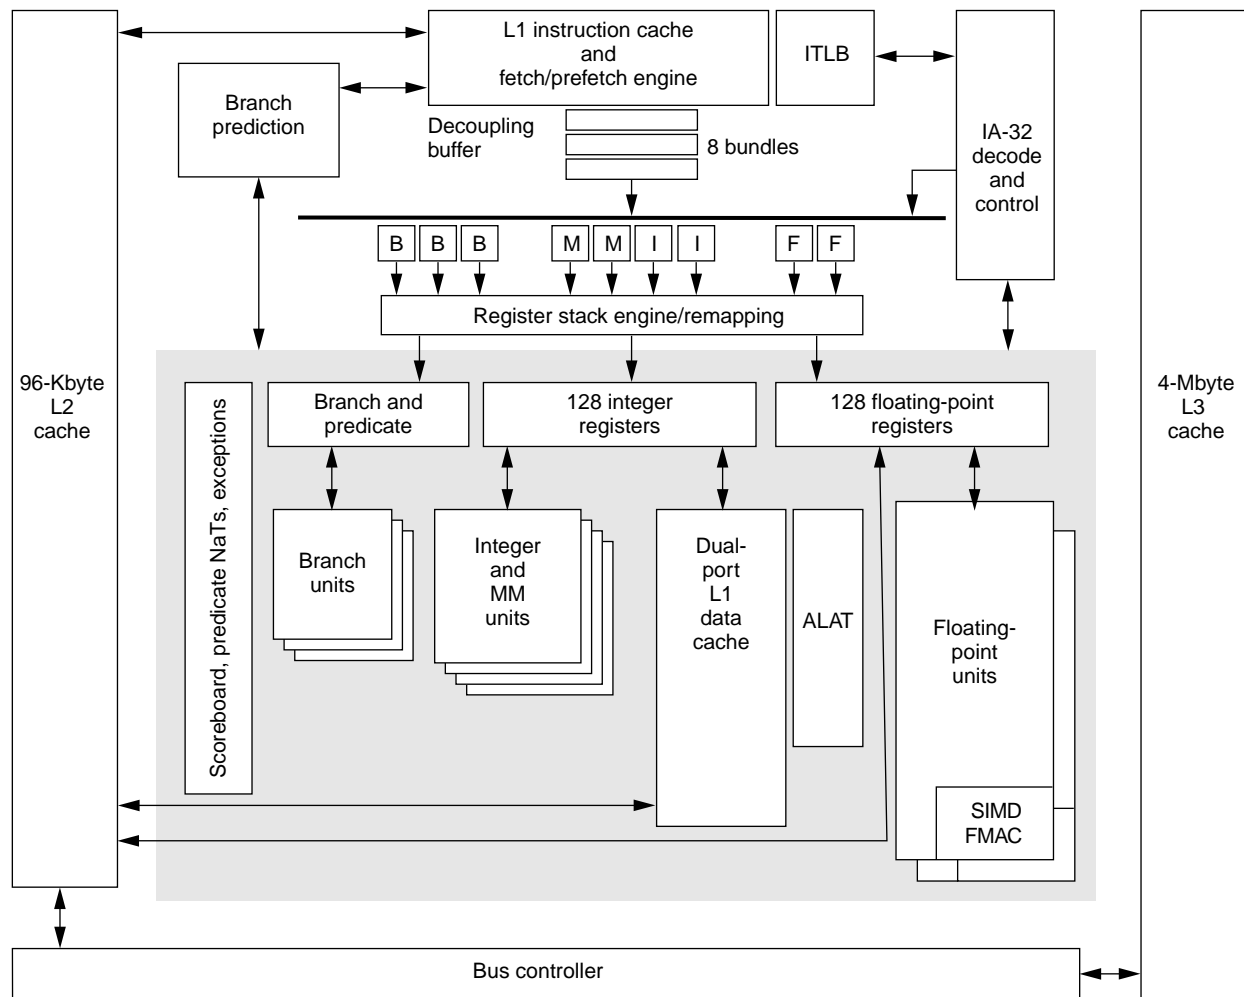 L1 instruction cache
and
fetch/prefetch engine
ITLB
Branch
prediction
Decoupling
buffer
8 bundles
IA-32
decode
and
control
B B B M M I I F F
Register stack engine/remapping
96-Kbyte
L2
cache
4-Mbyte
L3
cache
Scoreboard, predicate NaTs, exceptions
Branch and
predicate
128 integer
registers
128 floating-point
registers
Branch
units
Integer
and
MM
units
Dual-
port
L1
data
cache
ALAT
Floating-
point
units
SIMD
FMAC
Bus controller